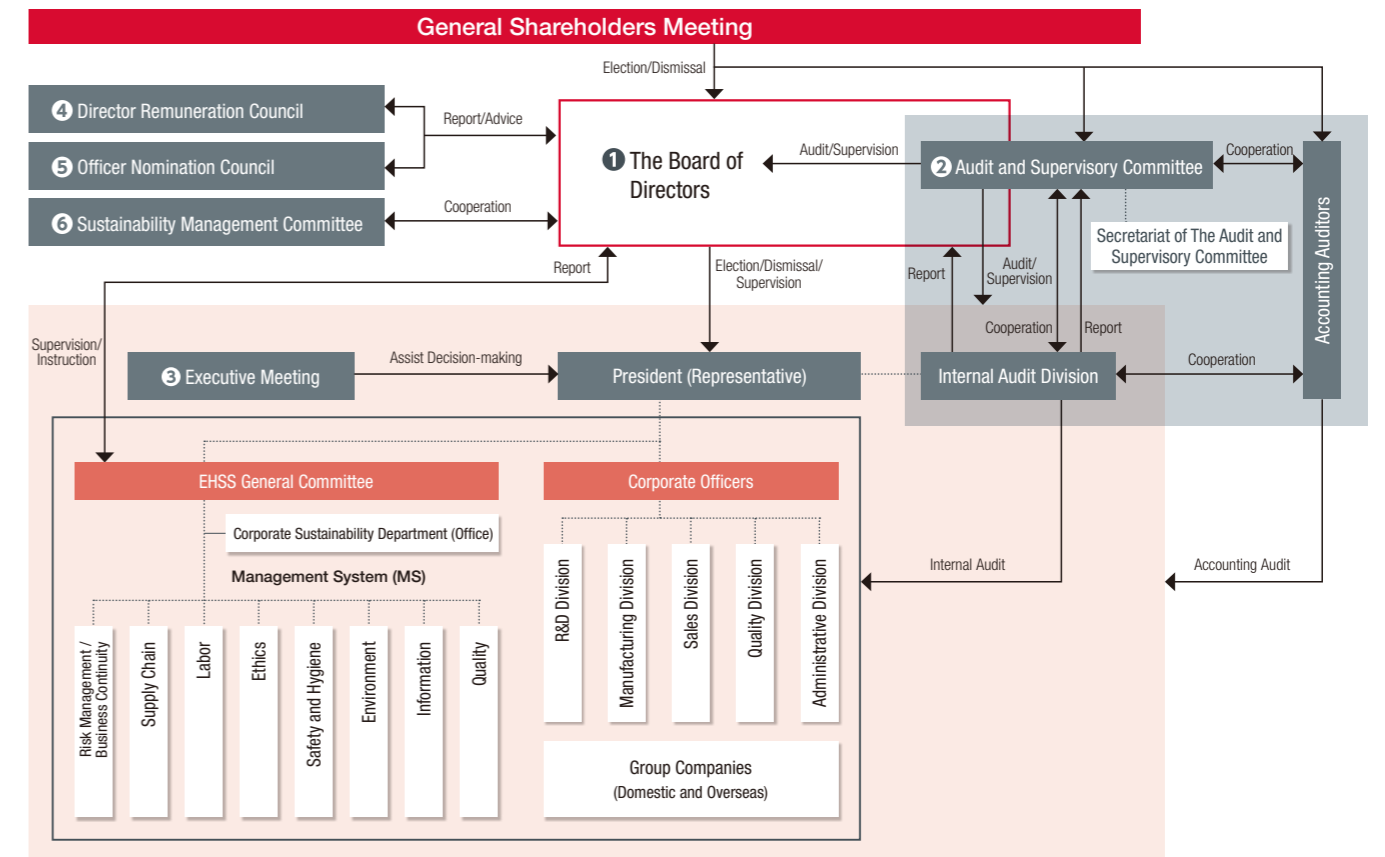 General Shareholders Meeting
Election/Dismissal
❹ Director Remuneration Council
Report/Advice
❺ Officer Nomination Council
❻ Sustainability Management Committee
Cooperation
❶ The Board of
Directors
Audit/Supervision
❷ Audit and Supervisory Committee
Cooperation
Accounting Auditors
Secretariat of The Audit and
Supervisory Committee
Report
Election/Dismissal/
Supervision
Report
Audit/
Supervision
Cooperation
Report
Supervision/
Instruction
❸ Executive Meeting
Assist Decision-making
President (Representative)
Internal Audit Division
Cooperation
EHSS General Committee
Corporate Sustainability Department (Office)
Management System (MS)
Risk Management /
Business Continuity
Supply Chain
Labor
Ethics
Safety and Hygiene
Environment
Information
Quality
Corporate Officers
R&D Division
Manufacturing Division
Sales Division
Quality Division
Administrative Division
Group Companies
(Domestic and Overseas)
Internal Audit
Accounting Audit